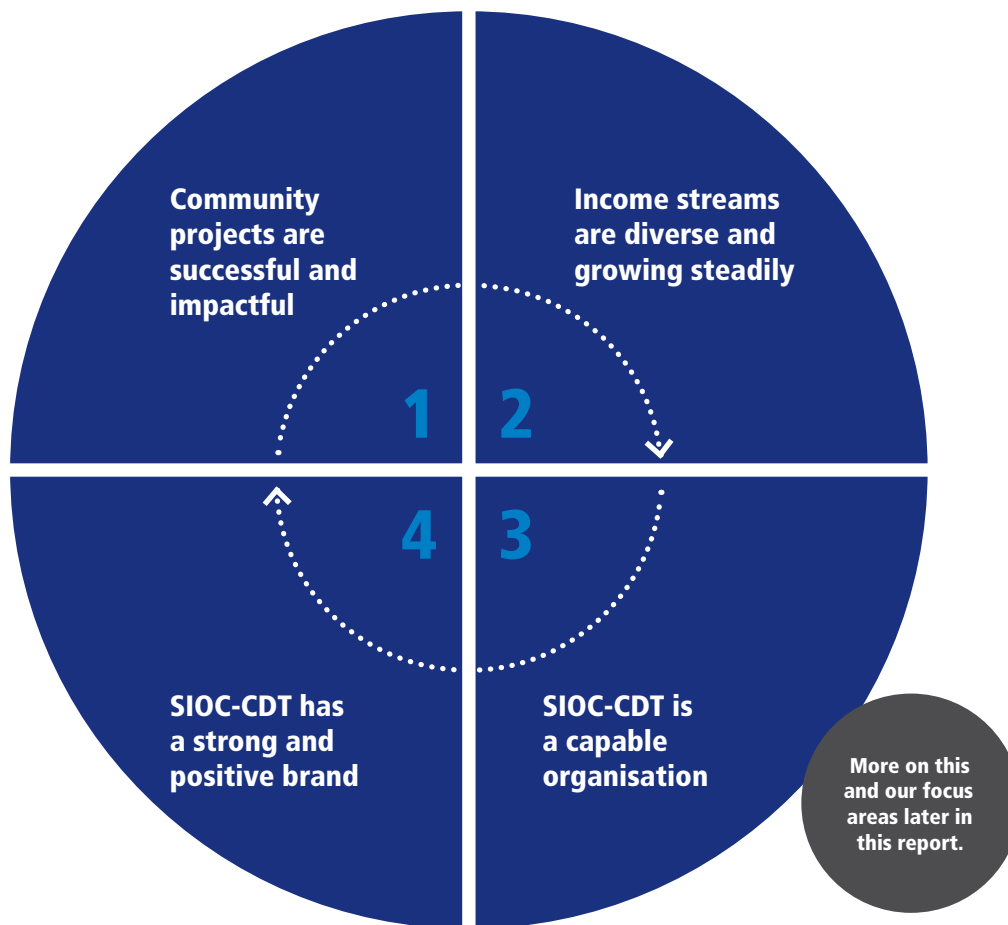 Community
projects are
successful and
impactful
1
Income streams
are diverse and
growing steadily
2
SIOC-CDT is
a capable
organisation
3
SIOC-CDT has
a strong and
positive brand
4
More on this
and our focus
areas later in
this report.